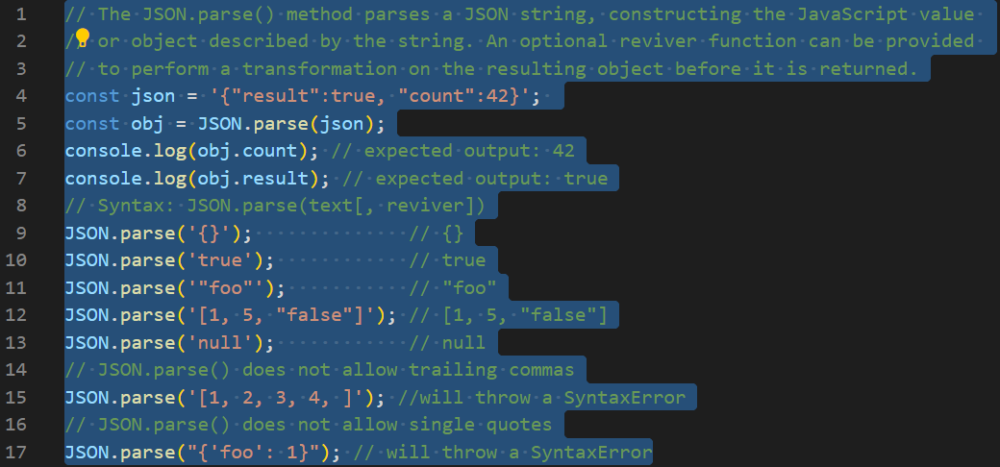 1 // The JSON.parse() method parses a JSON string, constructing the JavaScript value
2 // or object described by the string. An optional reviver function can be provided
3 // to perform a transformation on the resulting object before it is returned.
4 const json = '{"result":true, "count":42}';
5 const obj = JSON.parse(json);
6 console.log(obj.count); // expected output: 42
7 console.log(obj.result); // expected output: true
8 // Syntax: JSON.parse(text[, reviver])
9 JSON.parse('{}');              // {}
10 JSON.parse('true');            // true
11 JSON.parse('"foo"');           // "foo"
12 JSON.parse('[1, 5, "false"]'); // [1, 5, "false"]
13 JSON.parse('null');            // null
14 // JSON.parse() does not allow trailing commas
15 JSON.parse('[1, 2, 3, 4, ]'); //will throw a SyntaxError
16 // JSON.parse() does not allow single quotes
17 JSON.parse("{'foo': 1}"); // will throw a SyntaxError